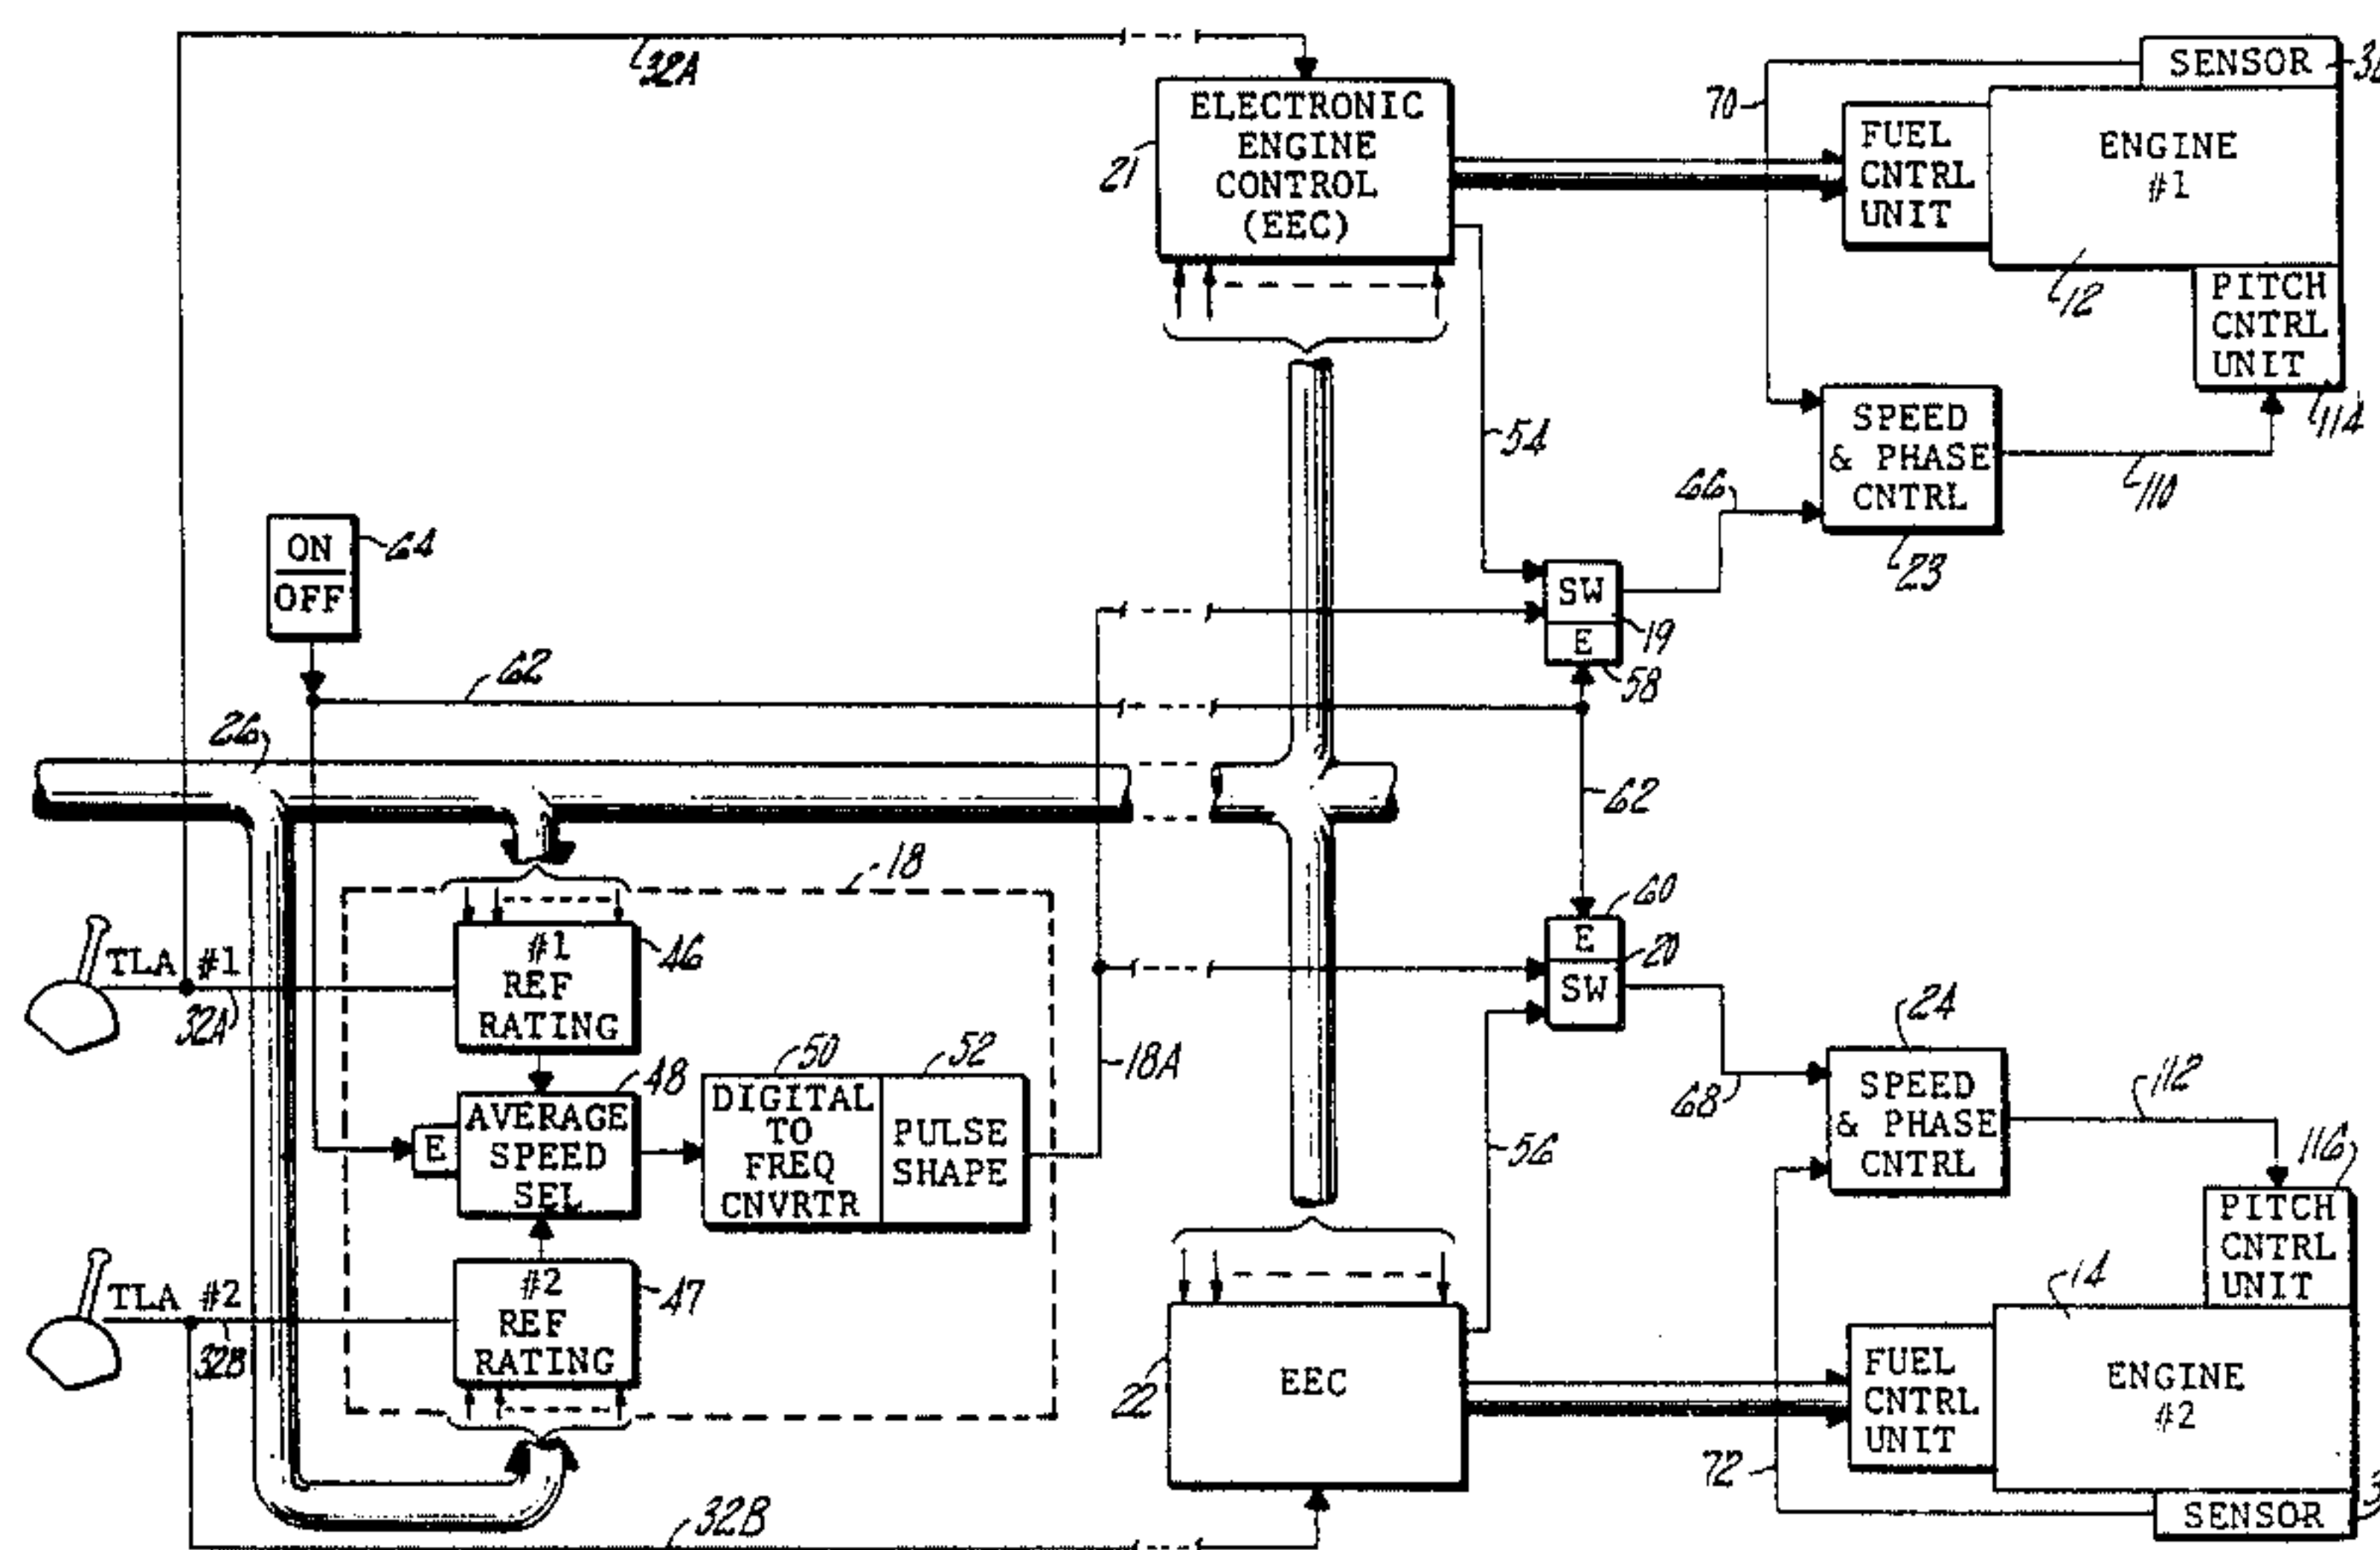 32A
ELECTRONIC
ENGINE
CONTROL
(EEC)
21
70
SENSOR
FUEL
CNTRL
UNIT
ENGINE
#1
12
PITCH
CNTRL
UNIT
114
54
SPEED
& PHASE
CNTRL
23
110
66
ON
OFF
64
SW
E
19
58
62
26
62
18
#1
REF
RATING
46
TLA #1
32A
60
E
SW
20
AVERAGE
SPEED
SEL
48
E
DIGITAL
TO
FREQ
CNVRTR
50
PULSE
SHAPE
52
18A
68
24
SPEED
& PHASE
CNTRL
112
56
#2
REF
RATING
47
TLA #2
32B
PITCH
CNTRL
UNIT
116
EEC
22
FUEL
CNTRL
UNIT
ENGINE
#2
14
72
SENSOR
32B